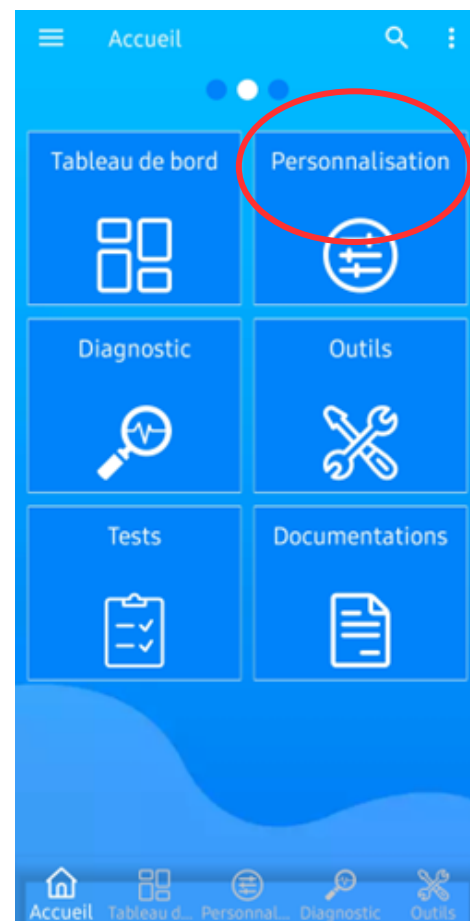 Accueil
Tableau de bord
Personnalisation
Diagnostic
Outils
Tests
Documentations
Accueil Tableau d... Personnal... Diagnostic Outils